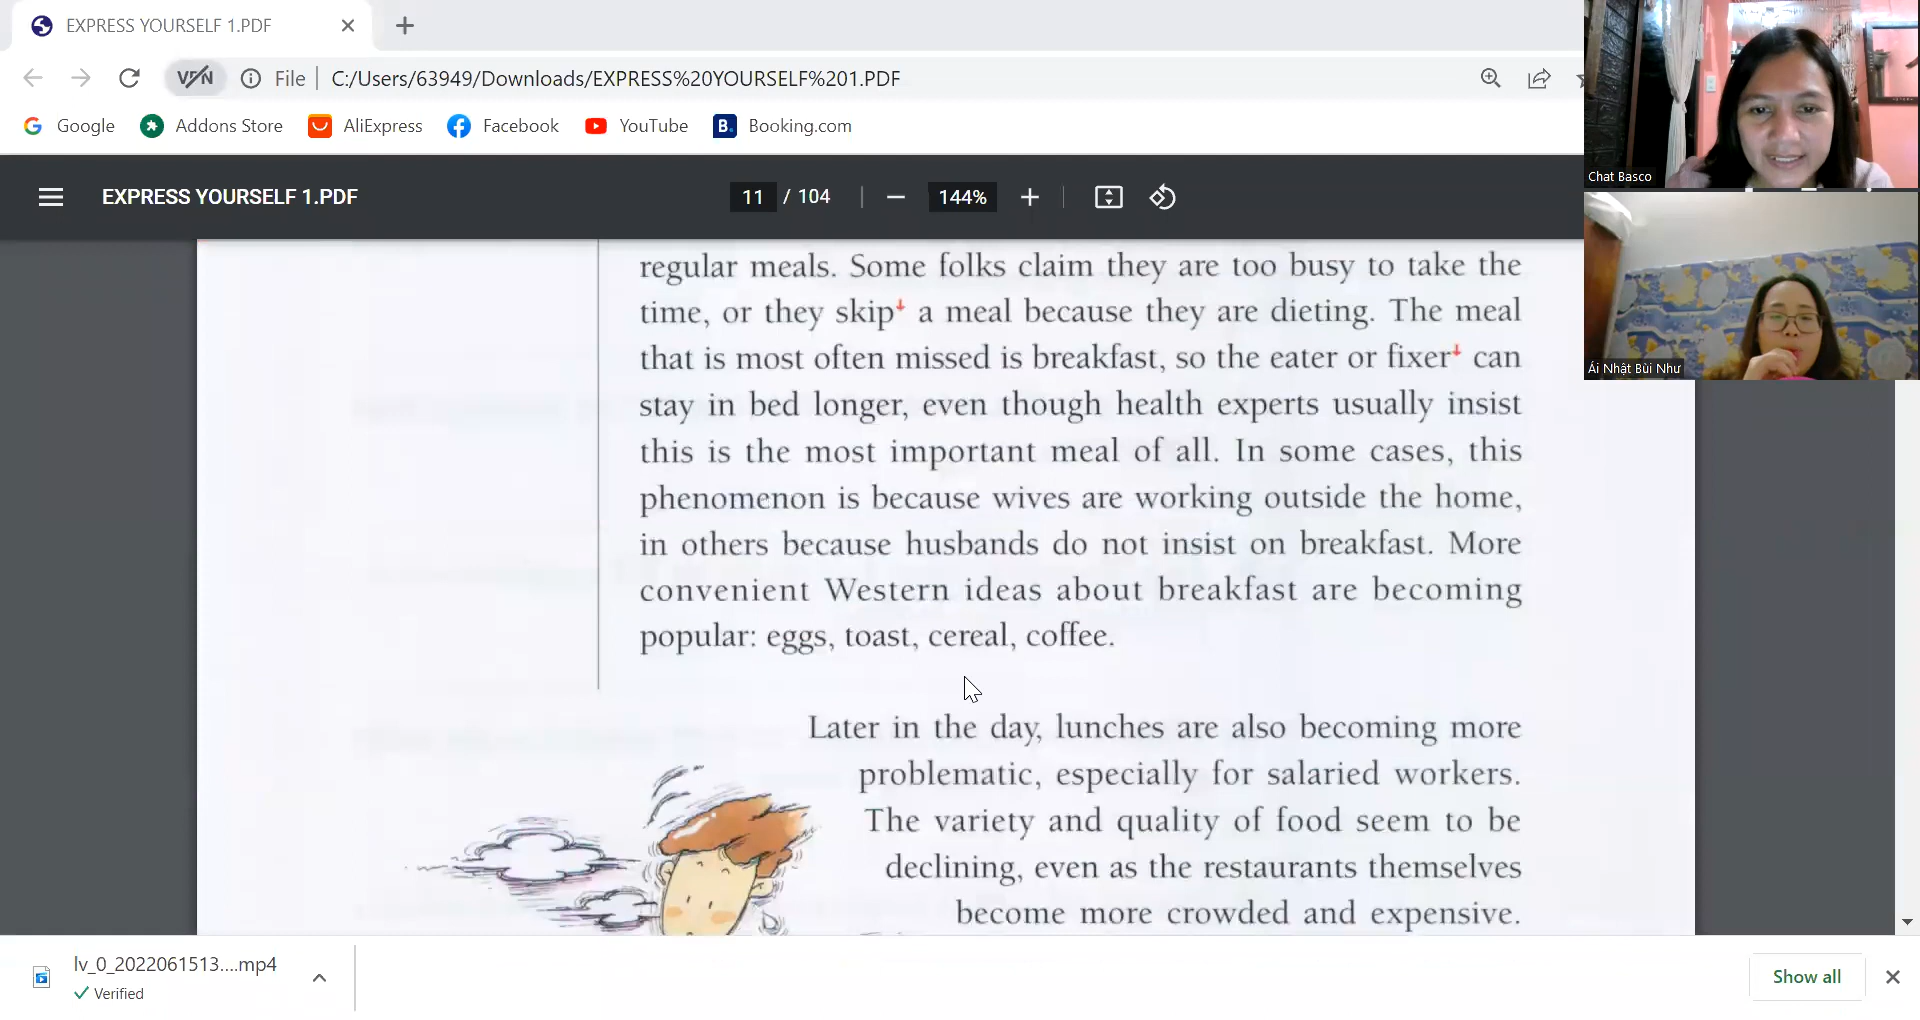 EXPRESS YOURSELF 1.PDF
VPN
File
C:/Users/63949/Downloads/EXPRESS%20YOURSELF%201.PDF
Google
Addons Store
AliExpress
Facebook
YouTube
B.
Booking.com
Chat Basco
EXPRESS YOURSELF 1.PDF
11 / 104
144%
Ái Nhật Bùi Như
regular meals. Some folks claim they are too busy to take the
time, or they skip a meal because they are dieting. The meal
that is most often missed is breakfast, so the eater or fixer can
stay in bed longer, even though health experts usually insist
this is the most important meal of all. In some cases, this
phenomenon is because wives are working outside the home,
in others because husbands do not insist on breakfast. More
convenient Western ideas about breakfast are becoming
popular: eggs, toast, cereal, coffee.
Later in the day, lunches are also becoming more
problematic, especially for salaried workers.
The variety and quality of food seem to be
declining, even as the restaurants themselves
become more crowded and expensive.
lv_0_2022061513....mp4
Verified
Show all